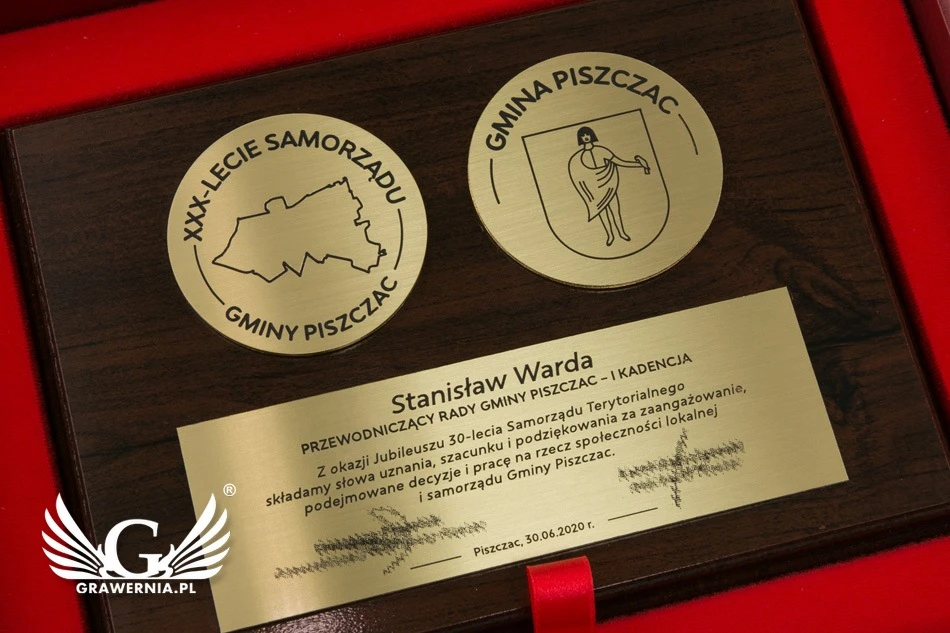 XXX-LECIE SAMORZĄDU
GMINY PISZCZAC
GMINA PISZCZAC
Stanisław Warda
PRZEWODNICZĄCY RADY GMINY PISZCZAC – I KADENCJA
Z okazji Jubileuszu 30-lecia Samorządu Terytorialnego
składamy słowa uznania, szacunku i podziękowania za zaangażowanie,
podejmowane decyzje i pracę na rzecz społeczności lokalnej
i samorządu Gminy Piszczac.
Piszczac, 30.06.2020 r.
G ®
GRAWERNIA.PL